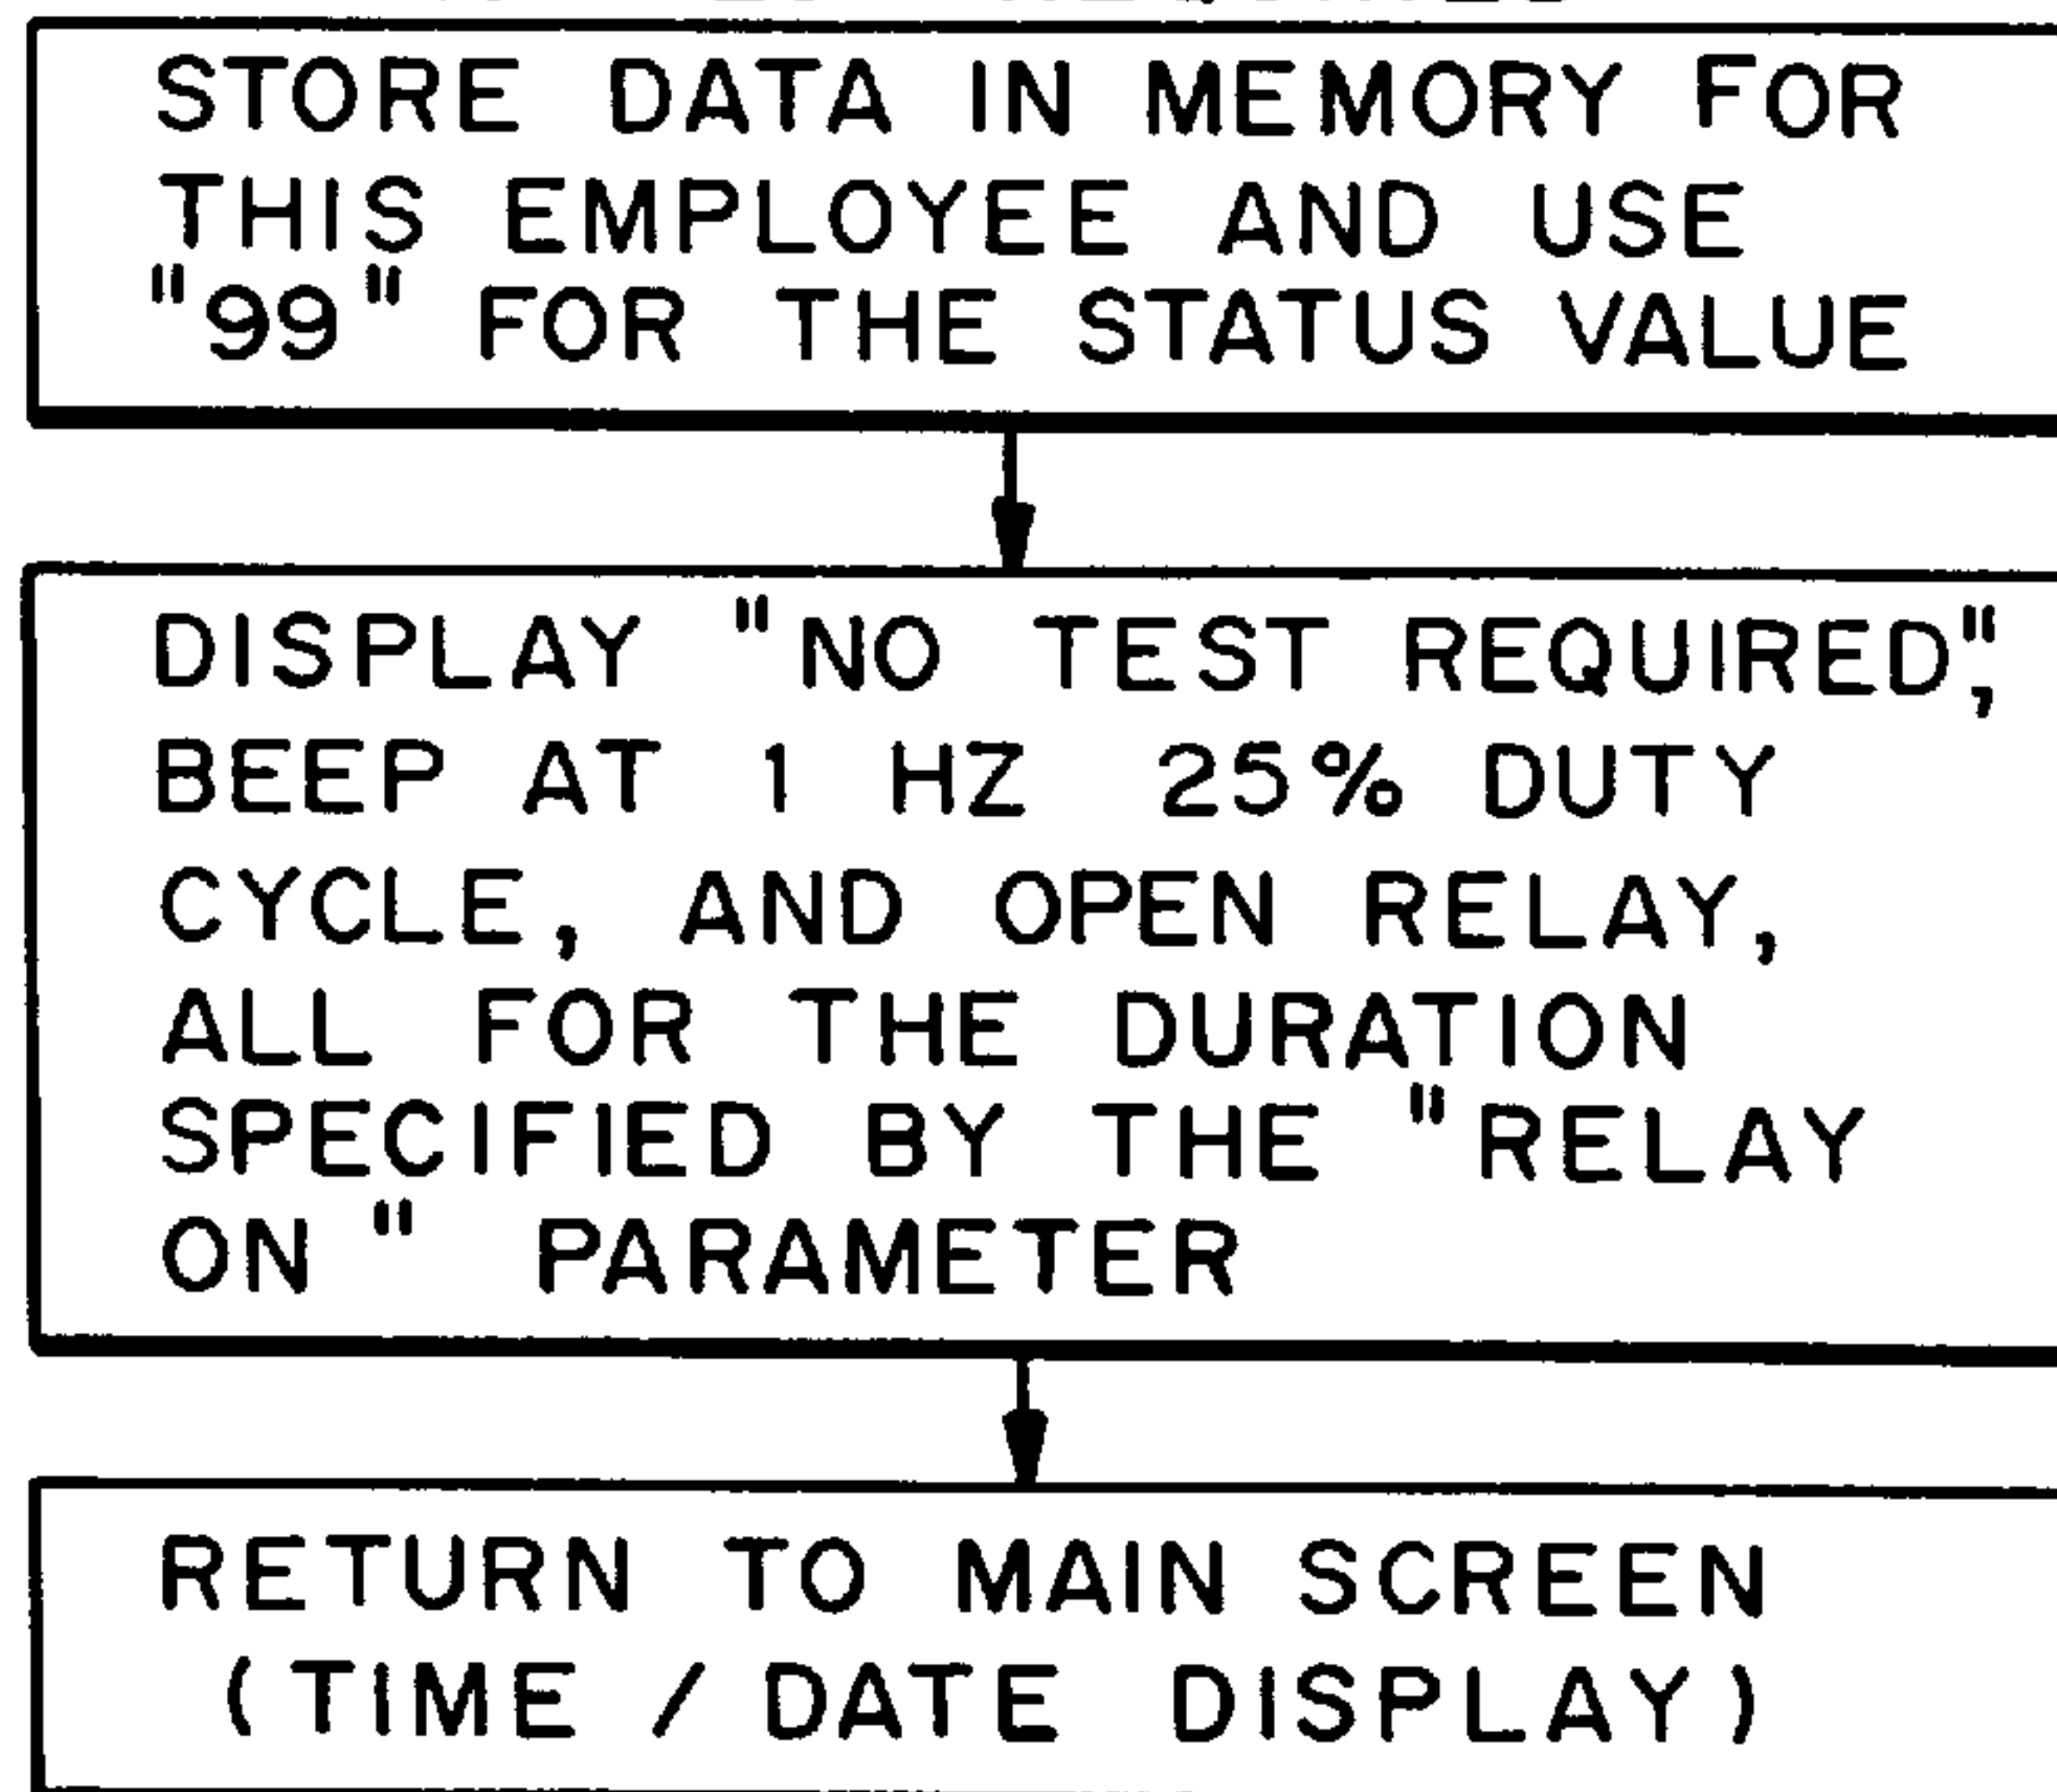 STORE DATA IN MEMORY FOR
THIS EMPLOYEE AND USE
"99" FOR THE STATUS VALUE
DISPLAY "NO TEST REQUIRED",
BEEP AT 1 HZ 25% DUTY
CYCLE, AND OPEN RELAY,
ALL FOR THE DURATION
SPECIFIED BY THE "RELAY
ON" PARAMETER
RETURN TO MAIN SCREEN
(TIME / DATE DISPLAY)